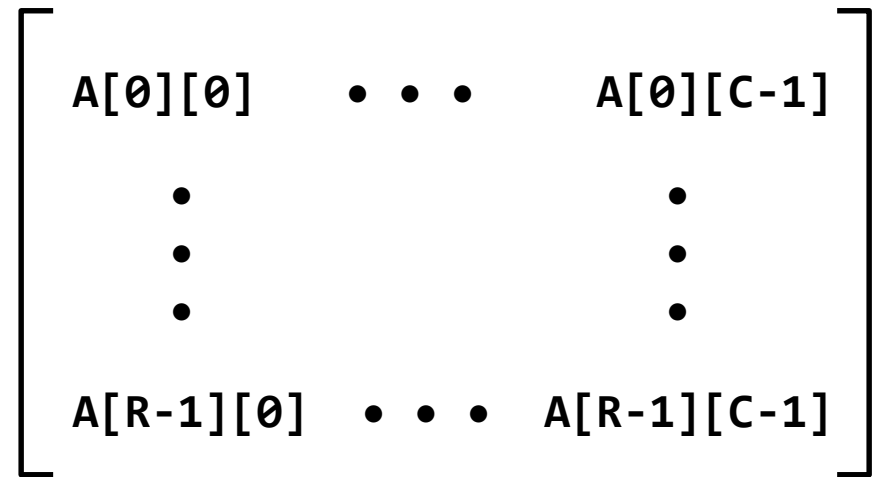 A[0][0] • • • A[0][C-1]
• •
• •
• •
A[R-1][0] • • • A[R-1][C-1]